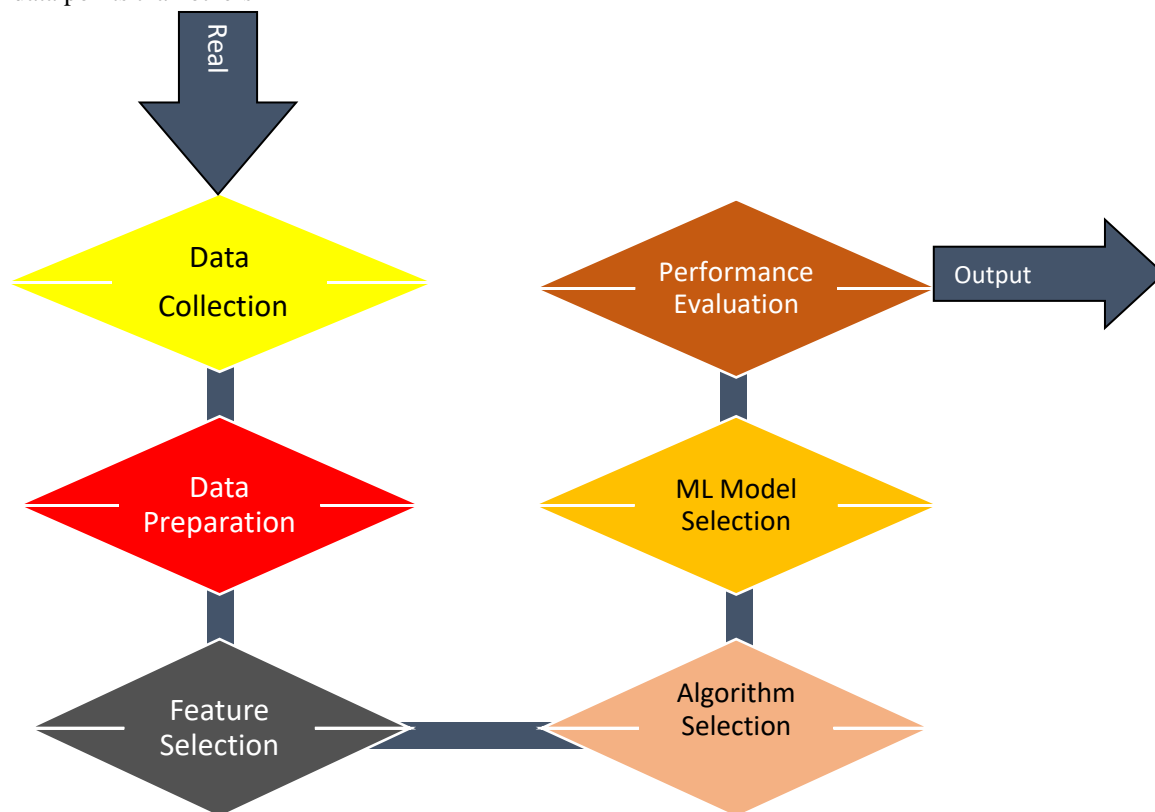 Real
Data
Collection
Data
Preparation
Feature
Selection
Algorithm
Selection
ML Model
Selection
Performance
Evaluation
Output